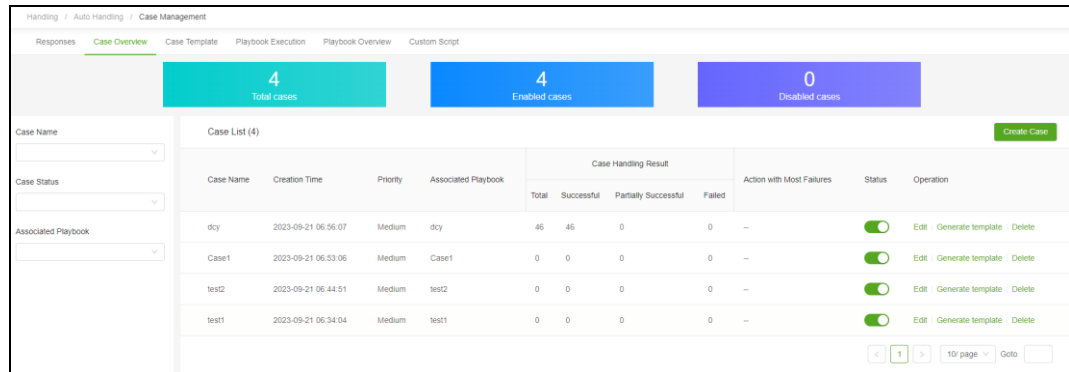 Handling / Auto Handling / Case Management
Responses Case Overview Case Template Playbook Execution Playbook Overview Custom Script
4 4 0
Total cases Enabled cases Disabled cases
Case Name
Case Status
Associated Playbook
Case List (4) Create Case
Case Name Creation Time Priority Associated Playbook Case Handling Result Action with Most Failures Status Operation
Total Successful Partially Successful Failed
dcy 2023-09-21 06:56:07 Medium dcy 46 46 0 0 -- Edit Generate template Delete
Case1 2023-09-21 06:53:06 Medium Case1 0 0 0 0 -- Edit Generate template Delete
test2 2023-09-21 06:44:51 Medium test2 0 0 0 0 -- Edit Generate template Delete
test1 2023-09-21 06:34:04 Medium test1 0 0 0 0 -- Edit Generate template Delete
< 1 > 10/ page Goto